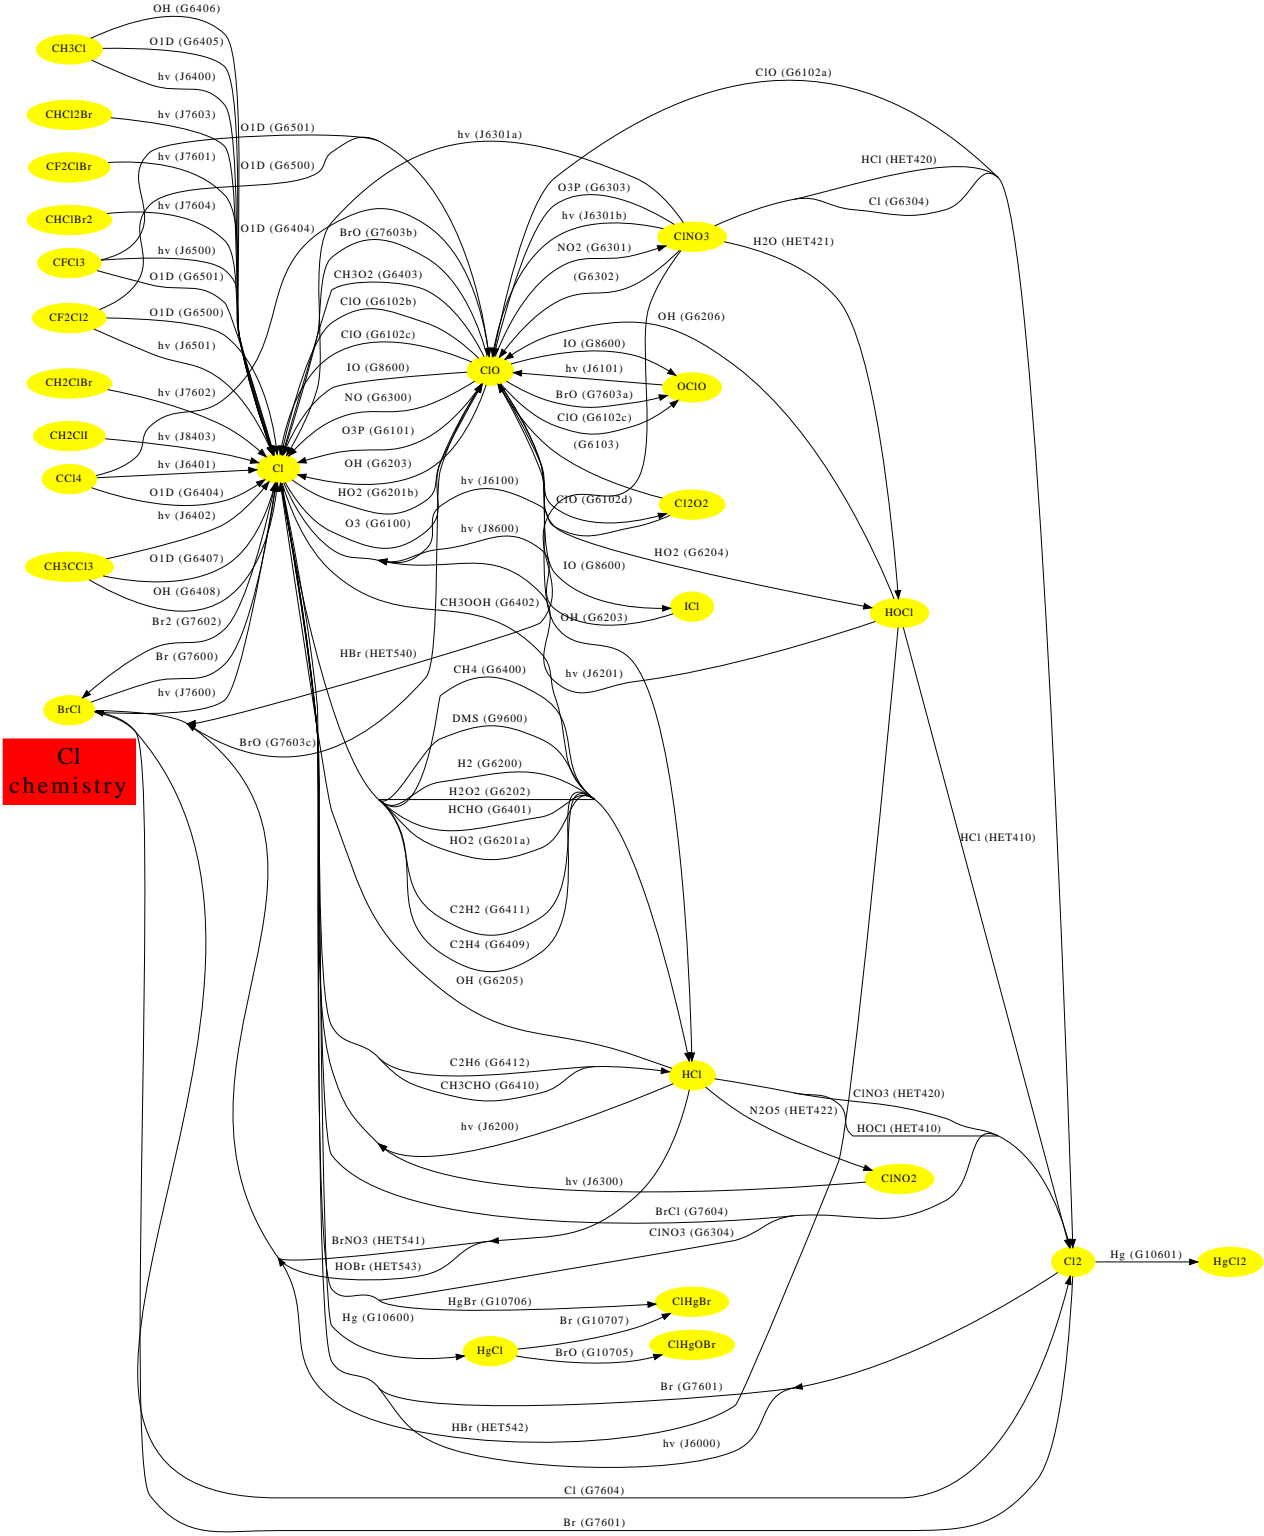 OH (G6406)
CH3Cl
O1D (G6405)
hv (J6400)
CHCl2Br
hv (J7603)
CF2ClBr
hv (J7601)
CHClBr2
hv (J7604)
CFCl3
hv (J6500)
O1D (G6501)
CF2Cl2
O1D (G6500)
hv (J6501)
CH2ClBr
hv (J7602)
CH2ClI
hv (J8403)
CCl4
hv (J6401)
O1D (G6404)
hv (J6402)
CH3CCl3
O1D (G6407)
OH (G6408)
Br2 (G7602)
Br (G7600)
hv (J7600)
BrCl
Cl
chemistry
O1D (G6501)
O1D (G6500)
O1D (G6404)
Cl
hv (J6301a)
BrO (G7603b)
CH3O2 (G6403)
ClO (G6102b)
ClO (G6102c)
IO (G8600)
NO (G6300)
O3P (G6101)
OH (G6203)
HO2 (G6201b)
O3 (G6100)
hv (J6100)
hv (J8600)
CH3OOH (G6402)
HBr (HET540)
BrO (G7603c)
CH4 (G6400)
DMS (G9600)
H2 (G6200)
H2O2 (G6202)
HCHO (G6401)
HO2 (G6201a)
C2H2 (G6411)
C2H4 (G6409)
OH (G6205)
C2H6 (G6412)
CH3CHO (G6410)
hv (J6200)
hv (J6300)
BrCl (G7604)
ClNO3 (G6304)
BrNO3 (HET541)
HOBr (HET543)
HgBr (G10706)
Hg (G10600)
HgCl
Br (G10707)
BrO (G10705)
ClHgBr
ClHgOBr
Br (G7601)
HBr (HET542)
hv (J6000)
Cl (G7604)
Br (G7601)
ClO
O3P (G6303)
hv (J6301b)
NO2 (G6301)
(G6302)
ClNO3
IO (G8600)
hv (J6101)
OClO
BrO (G7603a)
ClO (G6102c)
(G6103)
Cl2O2
ClO (G6102d)
IO (G8600)
ICl
OH (G6203)
hv (J6201)
HO2 (G6204)
OH (G6206)
ClO (G6102a)
HCl (HET420)
Cl (G6304)
H2O (HET421)
HOCl
HCl (HET410)
HCl
ClNO3 (HET420)
N2O5 (HET422)
HOCl (HET410)
ClNO2
Cl2
Hg (G10601)
HgCl2